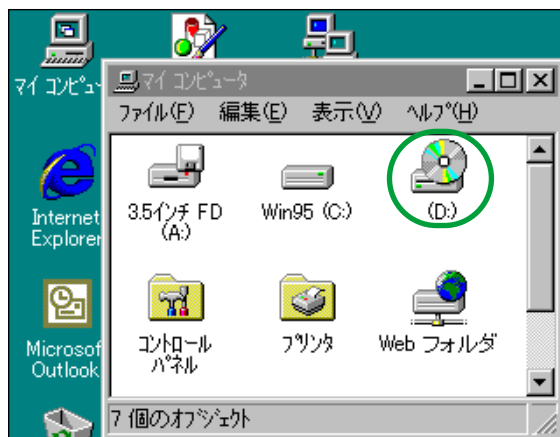 マイ コンピュー
マイ コンピュータ
ファイル(F) 編集(E) 表示(V) ヘルプ(H)
3.5インチ FD
(A:)
Win95 (C:)
(D:)
Internet
Explorer
コントロール
パネル
プリンタ
Web フォルダ
Microsof
Outlook
7 個のオブジェクト